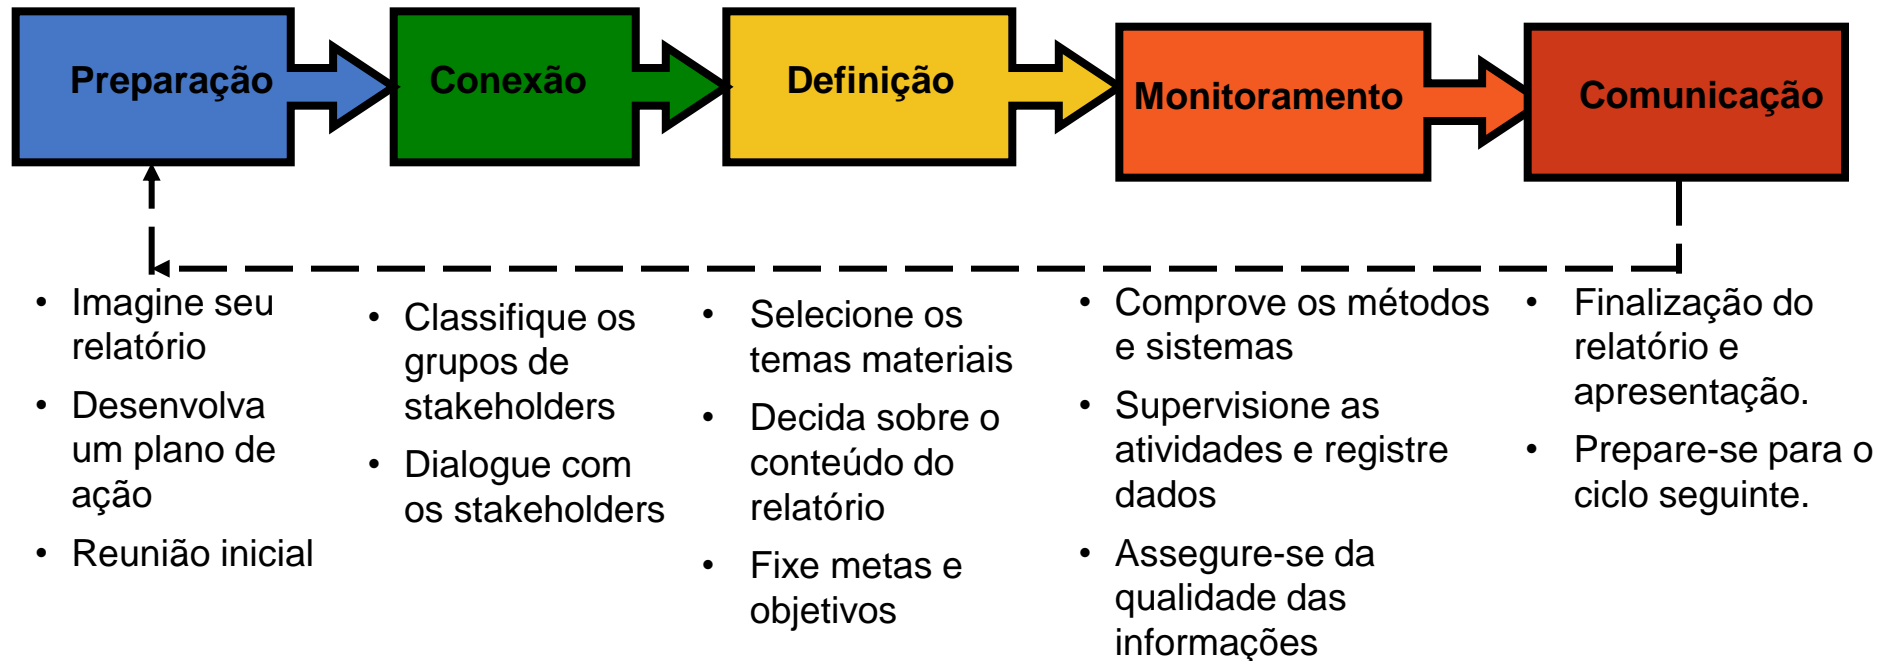 Preparação
Conexão
Definição
Monitoramento
Comunicação
• Imagine seu
relatório
• Desenvolva
um plano de
ação
• Reunião inicial
• Classifique os
grupos de
stakeholders
• Dialogue com
os stakeholders
• Selecione os
temas materiais
• Decida sobre o
conteúdo do
relatório
• Fixe metas e
objetivos
• Comprove os métodos
e sistemas
• Supervisione as
atividades e registre
dados
• Assegure-se da
qualidade das
informações
• Finalização do
relatório e
apresentação.
• Prepare-se para o
ciclo seguinte.